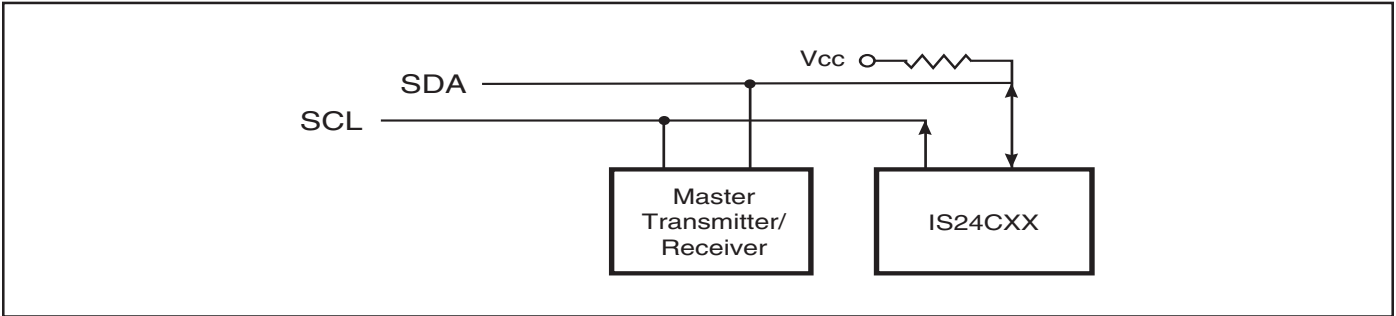 Vcc
SDA
SCL
Master
Transmitter/
Receiver
IS24CXX